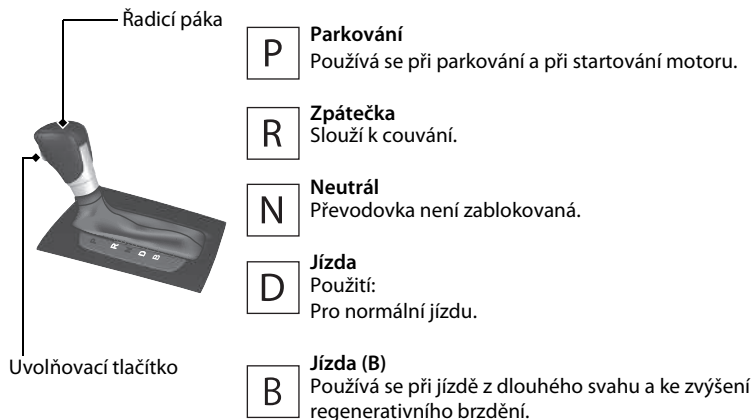 Řadicí páka
P
Parkování
Používá se při parkování a při startování motoru.
R
Zpátečka
Slouží k couvání.
N
Neutrál
Převodovka není zablokovaná.
D
Jízda
Použití:
Pro normální jízdu.
B
Jízda (B)
Používá se při jízdě z dlouhého svahu a ke zvýšení
regenerativního brzdění.
P
R
N
D
B
Uvolňovací tlačítko